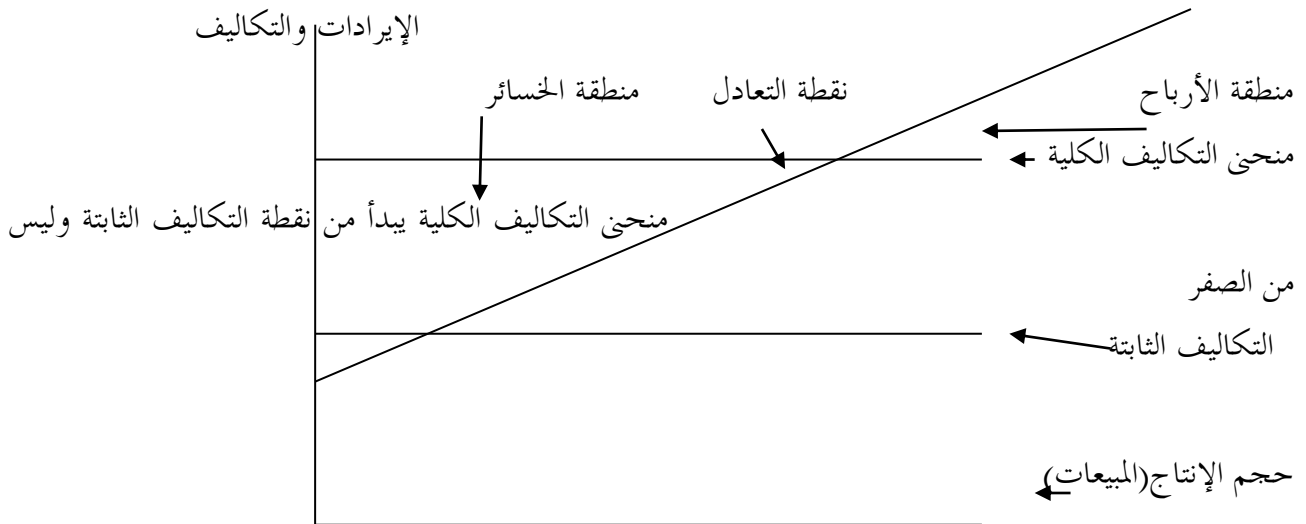 الإيرادات والتكاليف
منطقة الأرباح نقطة التعادل منطقة الخسائر
منحنى التكاليف الكلية
منحنى التكاليف الكلية يبدأ من نقطة التكاليف الثابتة وليس
من الصفر
التكاليف الثابتة
حجم الإنتاج(المبيعات)